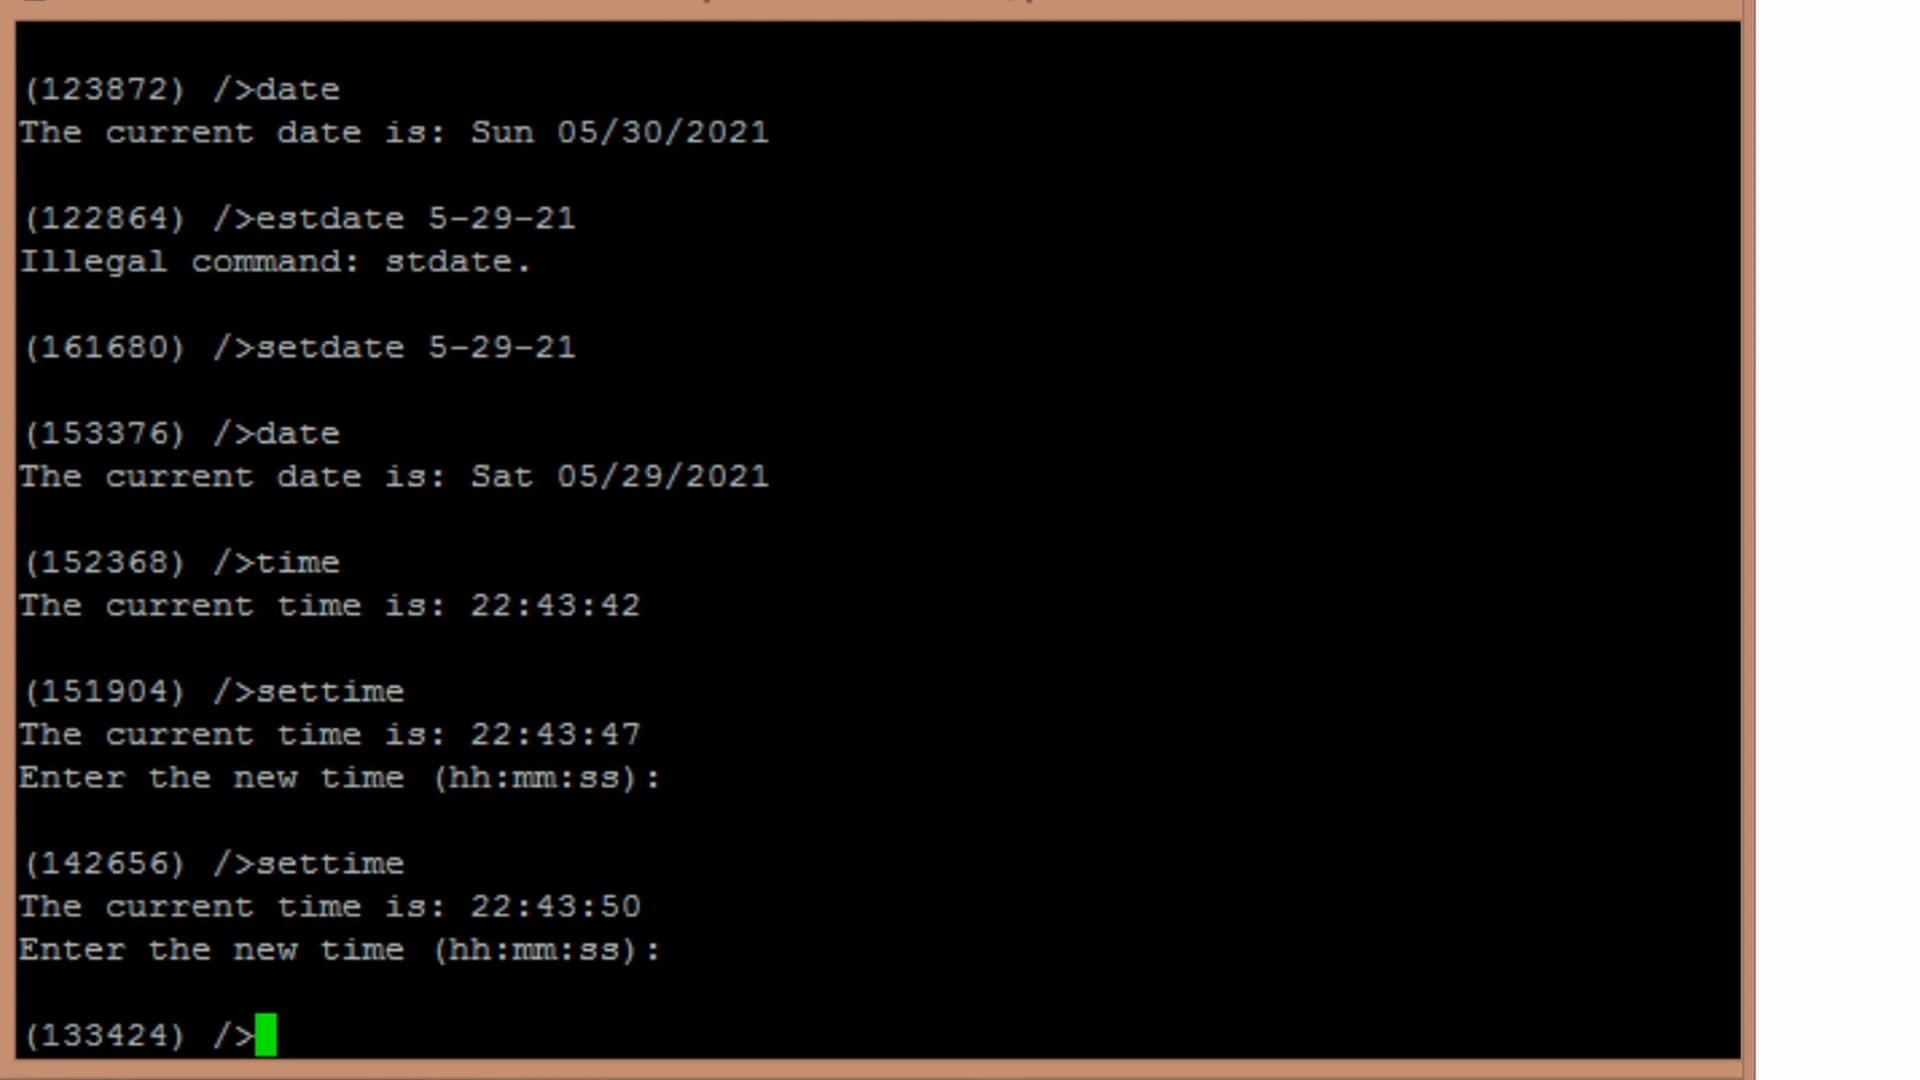 (123872) />date
The current date is: Sun 05/30/2021
(122864) />estdate 5-29-21
Illegal command: stdate.
(161680) />setdate 5-29-21
(153376) />date
The current date is: Sat 05/29/2021
(152368) />time
The current time is: 22:43:42
(151904) />settime
The current time is: 22:43:47
Enter the new time (hh:mm:ss):
(142656) />settime
The current time is: 22:43:50
Enter the new time (hh:mm:ss):
(133424) />